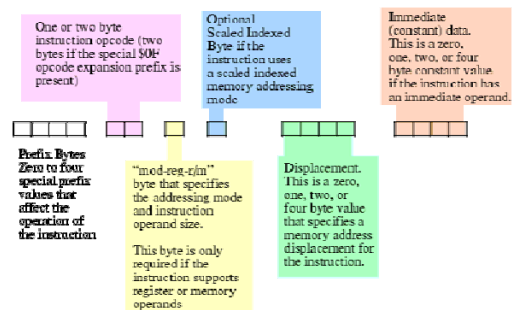 One or two byte
instruction opcode (two
bytes if the special $0F
opcode expansion prefix is
present)
Optional
Scaled Indexed
Byte if the
instruction uses
a scaled indexed
memory addressing
mode
Immediate
(constant) data.
This is a zero,
one, two, or four
byte constant value
if the instruction has
an immediate operand.
Prefix Bytes
Zero to four
special prefix
values that
affect the
operation of
the instruction
“mod-reg-r/m”
byte that specifies
the addressing mode
and instruction
operand size.
This byte is only
required if the
instruction supports
register or memory
operands
Displacement.
This is a zero,
one, two, or
four byte value
that specifies a
memory address
displacement for
the instruction.